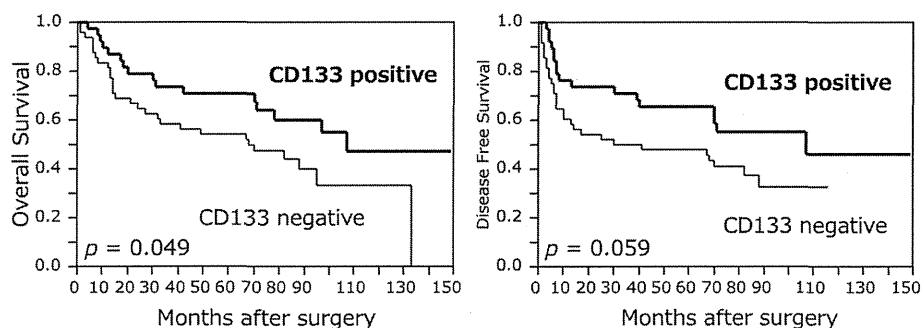 1.0
0.8
0.6
0.4
0.2
0.0
Overall Survival
CD133 positive
CD133 negative
p = 0.049
0 10 20 30 40 50 60 70 80 90 110 130 150
Months after surgery
1.0
0.8
0.6
0.4
0.2
0.0
Disease Free Survival
CD133 positive
CD133 negative
p = 0.059
0 10 20 30 40 50 60 70 80 90 110 130 150
Months after surgery